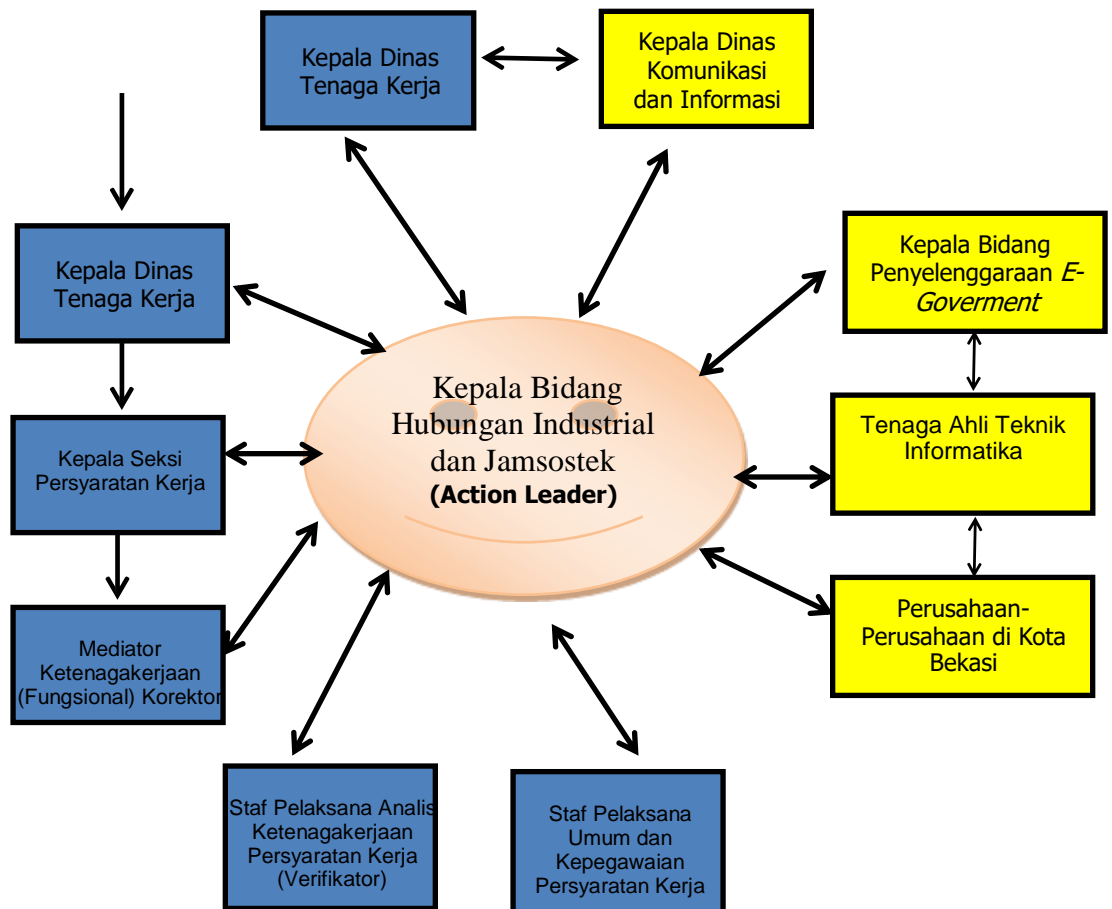 Kepala Dinas
Tenaga Kerja
Kepala Dinas
Komunikasi
dan Informasi
Kepala Dinas
Tenaga Kerja
Kepala Bidang
Penyelenggaraan E-
Goverment
Kepala Bidang
Hubungan Industrial
dan Jamsostek
(Action Leader)
Kepala Seksi
Persyaratan Kerja
Tenaga Ahli Teknik
Informatika
Mediator
Ketenagakerjaan
(Fungsional) Korektor
Perusahaan-
Perusahaan di Kota
Bekasi
Staf Pelaksana Analis
Ketenagakerjaan
Persyaratan Kerja
(Verifikator)
Staf Pelaksana
Umum dan
Kepegawaian
Persyaratan Kerja